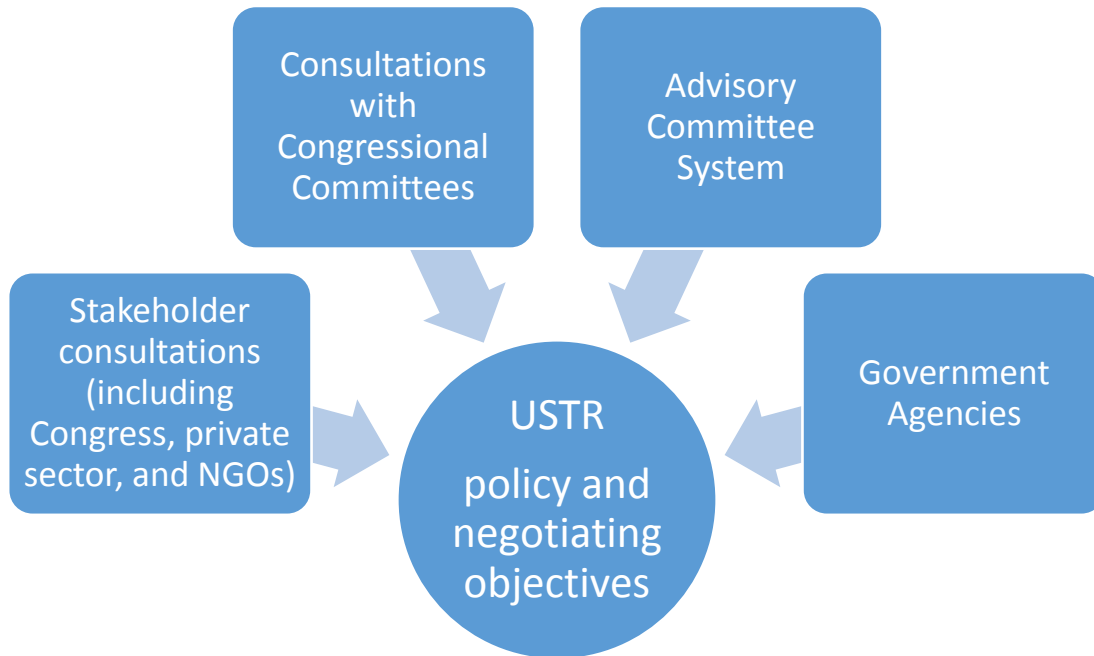 Consultations
with
Congressional
Committees
Advisory
Committee
System
Stakeholder
consultations
(including
Congress, private
sector, and NGOs)
Government
Agencies
USTR
policy and
negotiating
objectives